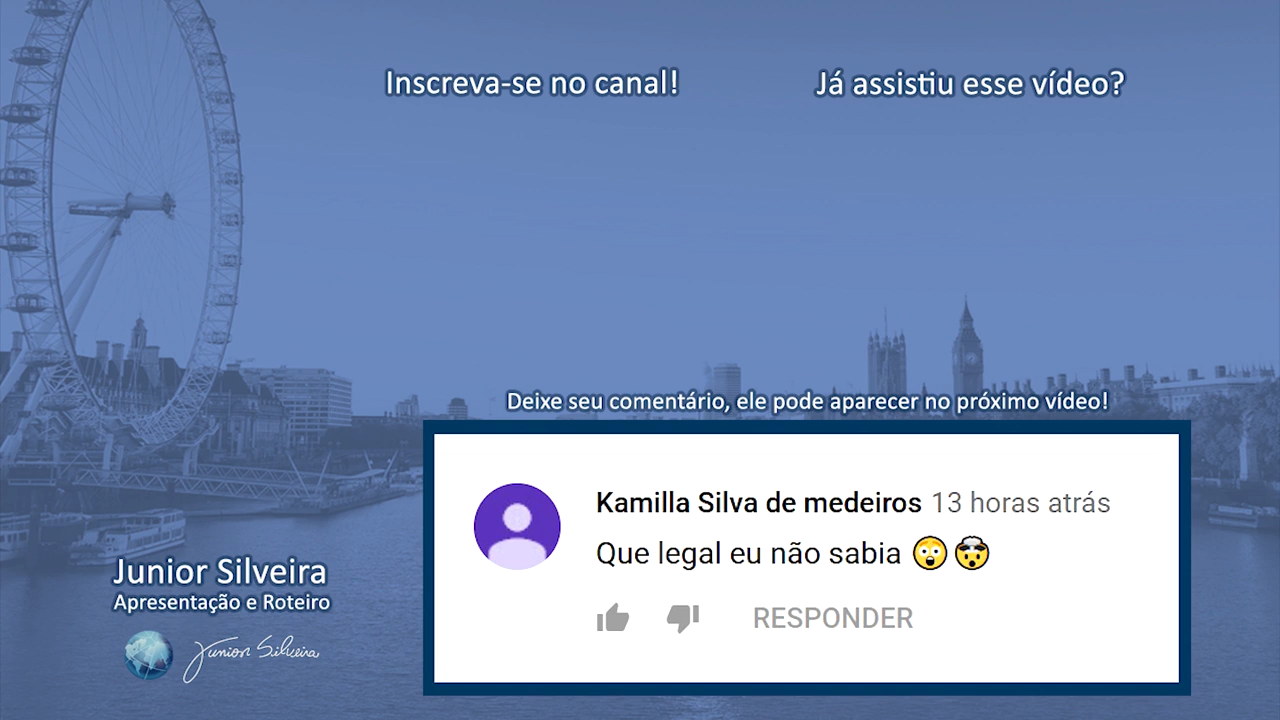 Inscreva-se no canal!
Já assistiu esse vídeo?
Deixe seu comentário, ele pode aparecer no próximo vídeo!
Kamilla Silva de medeiros 13 horas atrás
Que legal eu não sabia 😲🤯
RESPONDER
Junior Silveira
Apresentação e Roteiro
Junior Silveira